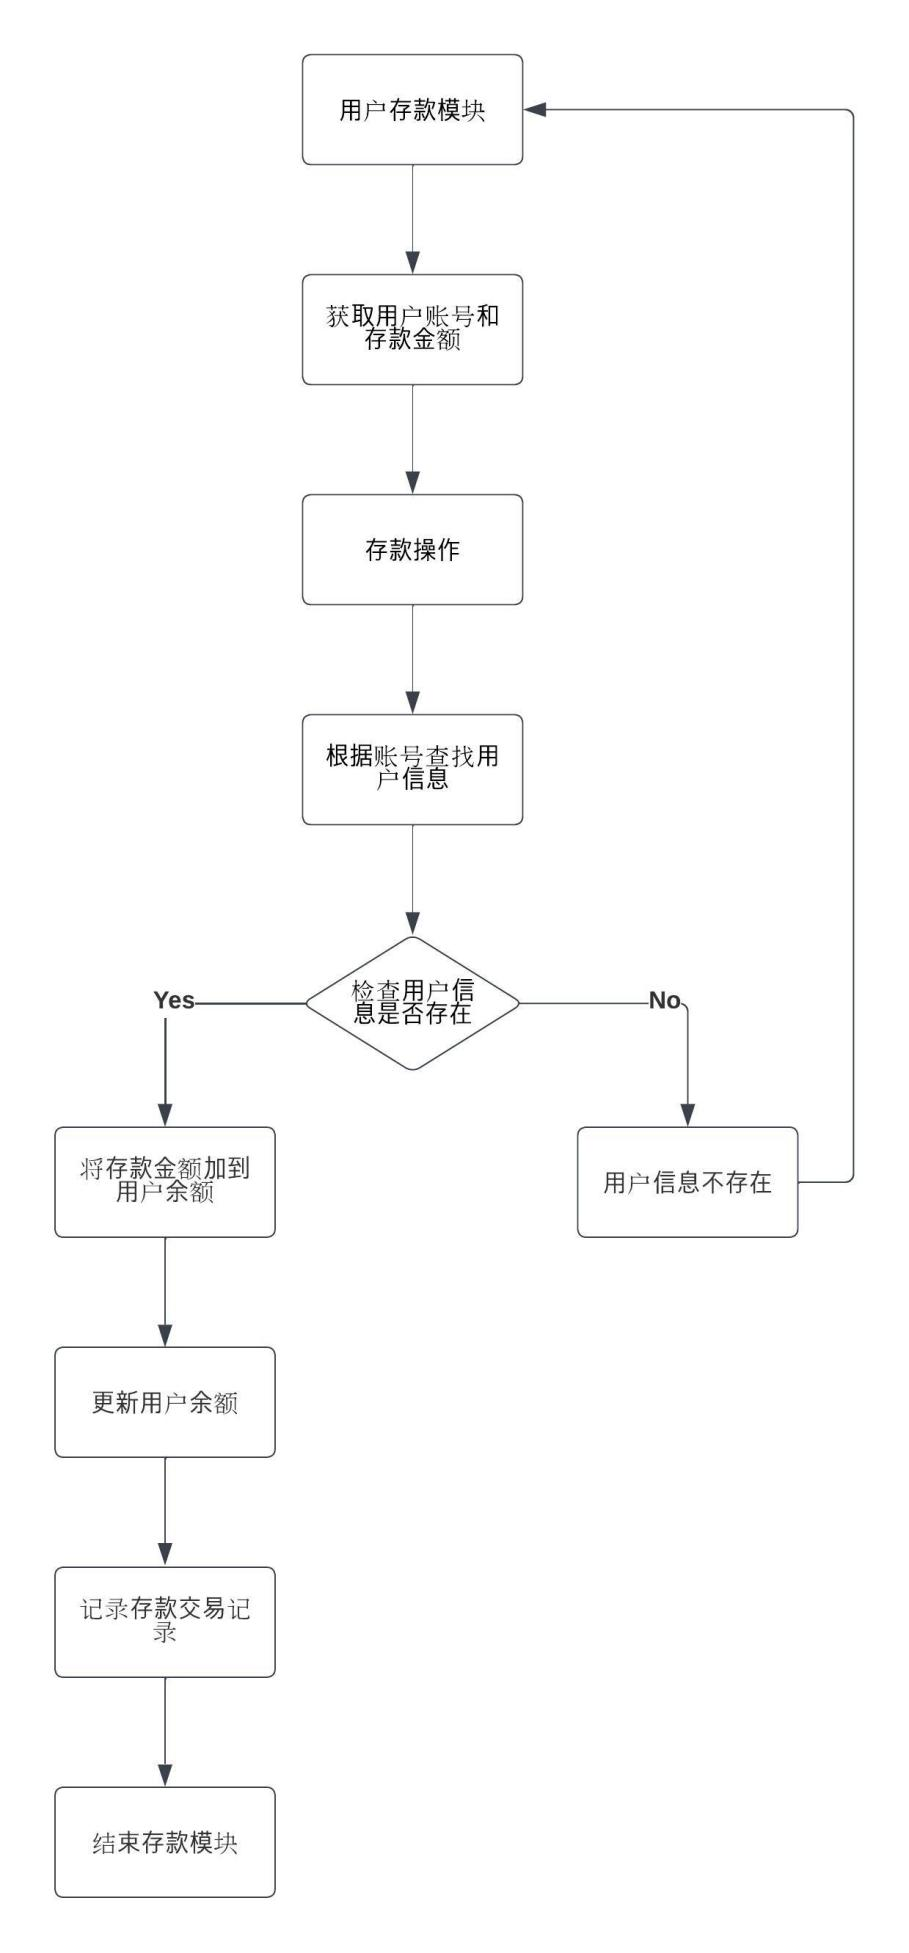 用户存款模块
获取用户账号和
存款金额
存款操作
根据账号查找用
户信息
检查用户信
息是否存在
Yes
No
将存款金额加到
用户余额
用户信息不存在
更新用户余额
记录存款交易记
录
结束存款模块